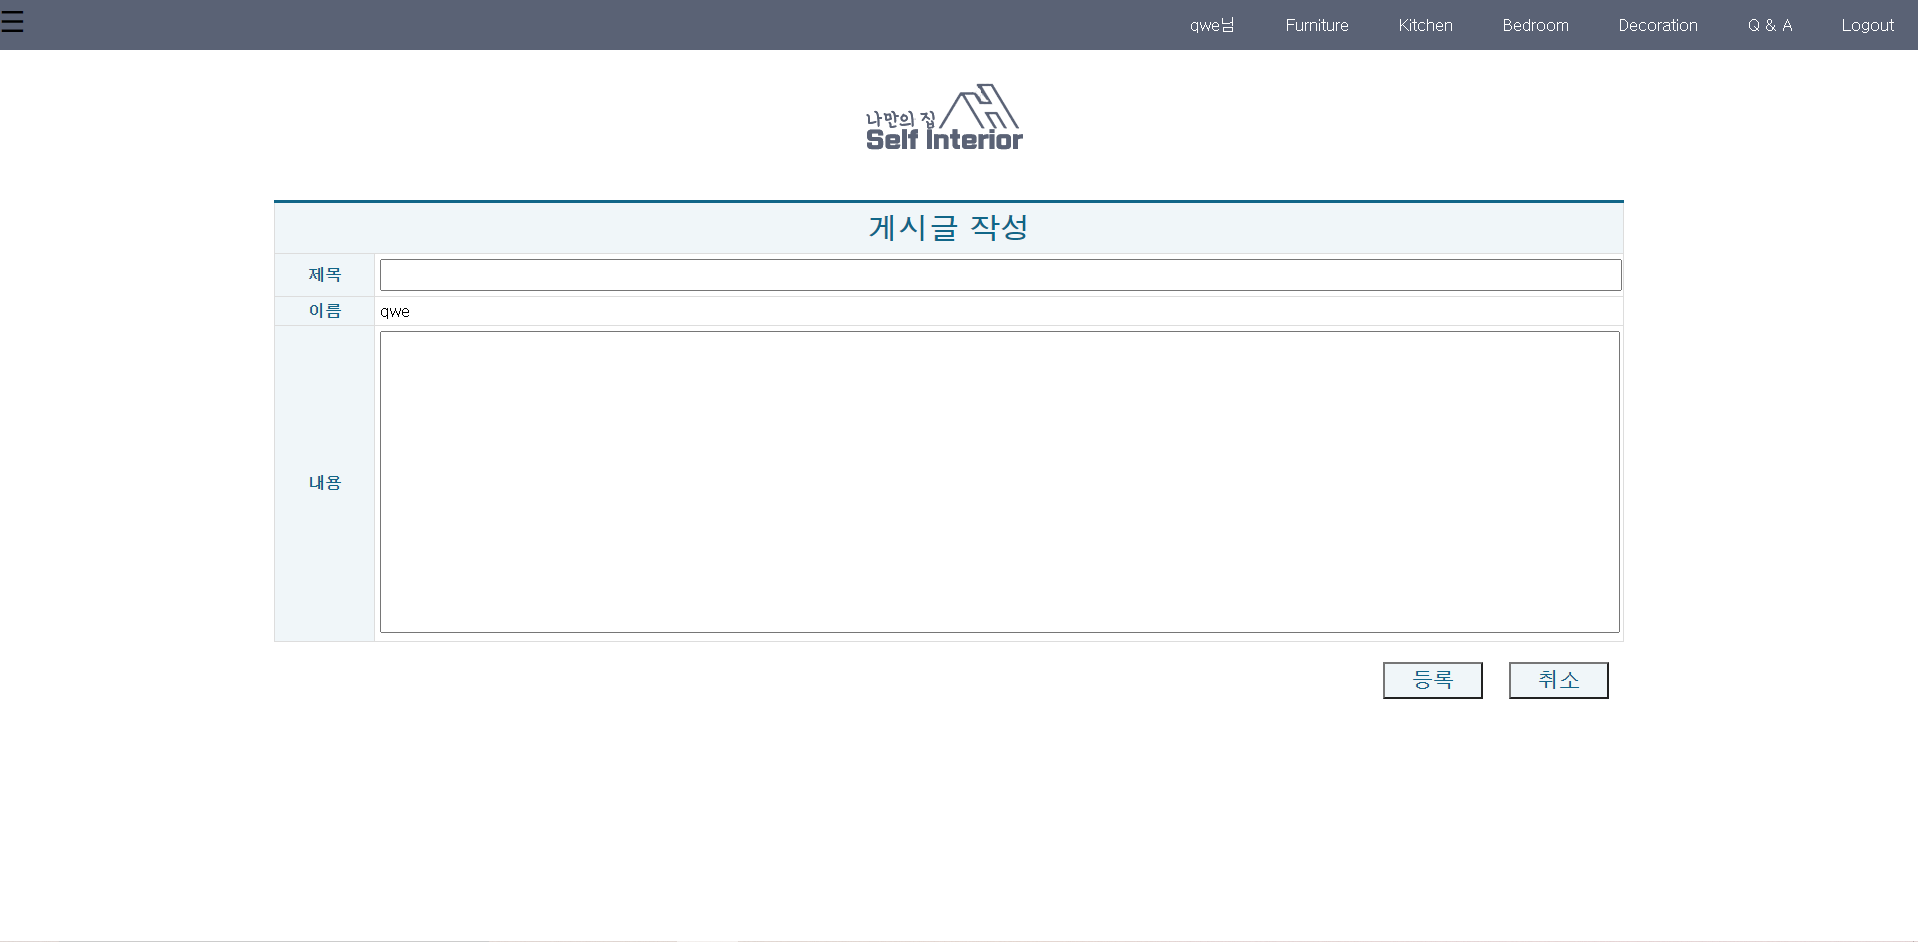 qwe님 Furniture Kitchen Bedroom Decoration Q & A Logout
나만의 집
Self Interior
게시글 작성
제목
이름 qwe
내용
등록 취소